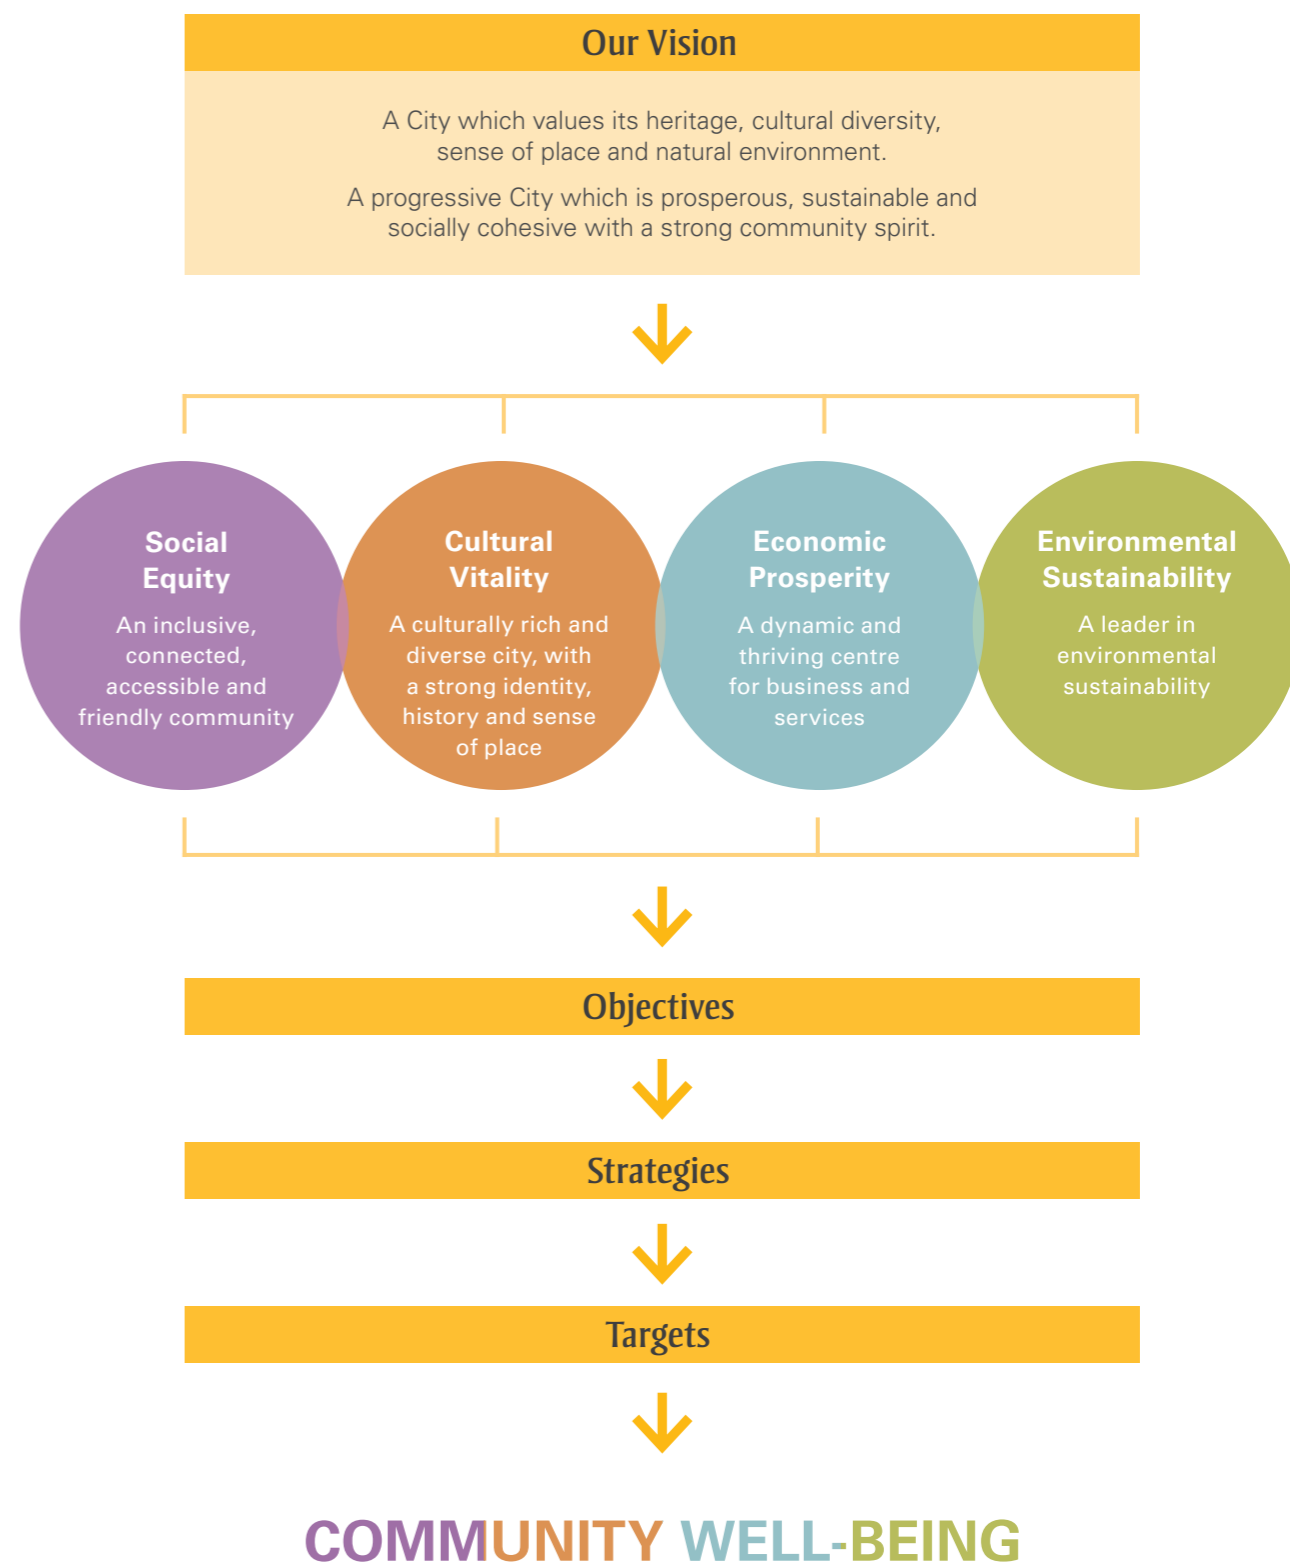 Our Vision
A City which values its heritage, cultural diversity,
sense of place and natural environment.
A progressive City which is prosperous, sustainable and
socially cohesive with a strong community spirit.
Social
Equity
An inclusive,
connected,
accessible and
friendly community
Cultural
Vitality
A culturally rich and
diverse city, with
a strong identity,
history and sense
of place
Economic
Prosperity
A dynamic and
thriving centre
for business and
services
Environmental
Sustainability
A leader in
environmental
sustainability
Objectives
Strategies
Targets
COMMUNITY WELL-BEING